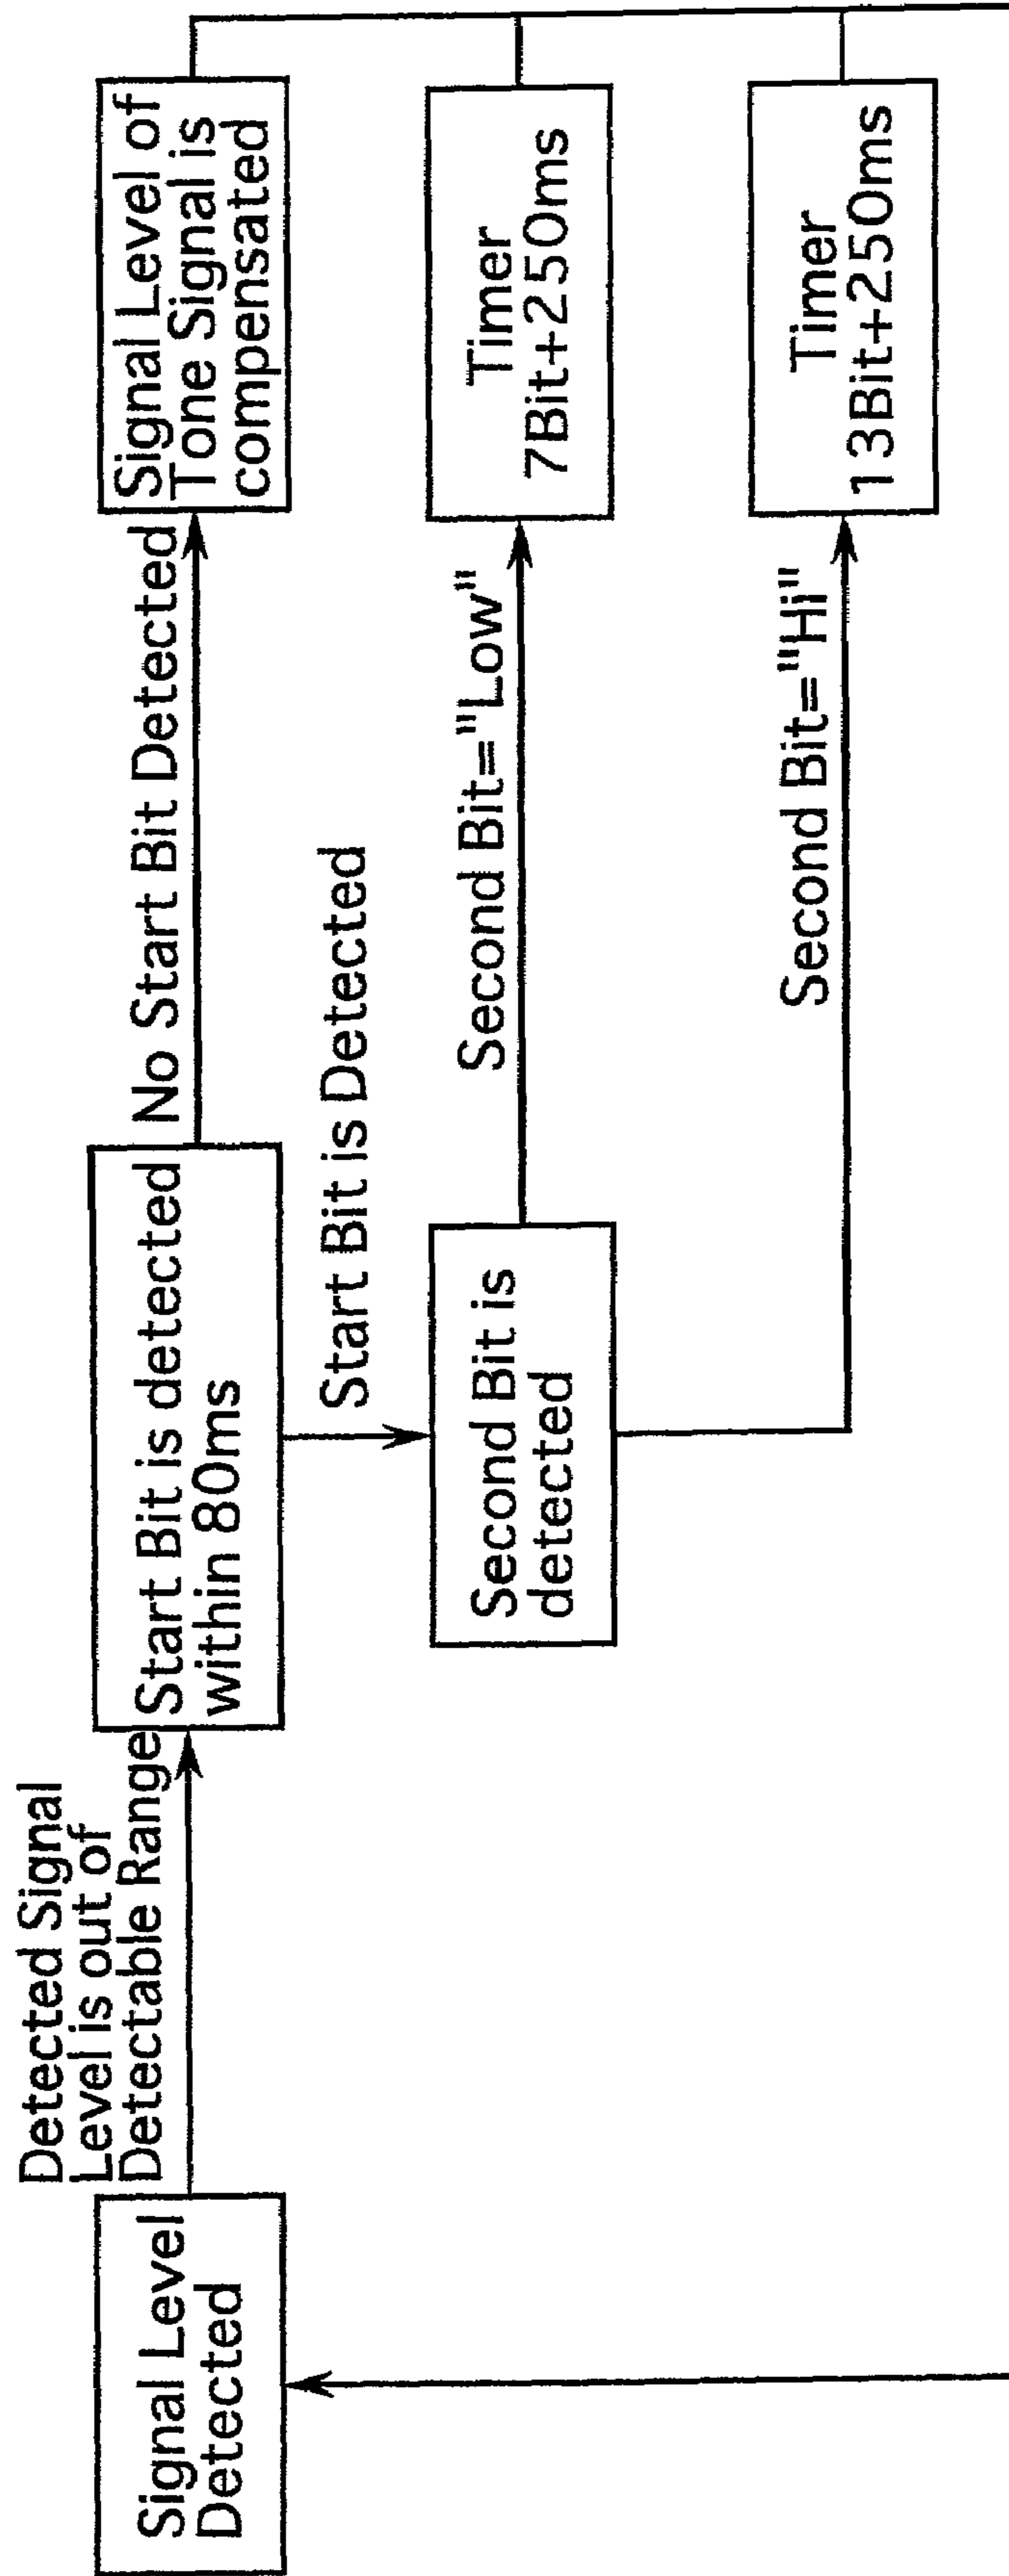 Signal Level
Detected
Detected Signal
Level is out of
Detectable Range
Start Bit is detected
within 80ms
No Start Bit Detected
Signal Level of
Tone Signal is
compensated
Start Bit is Detected
Second Bit is
detected
Second Bit="Low"
Timer
7Bit+250ms
Second Bit="Hi"
Timer
13Bit+250ms